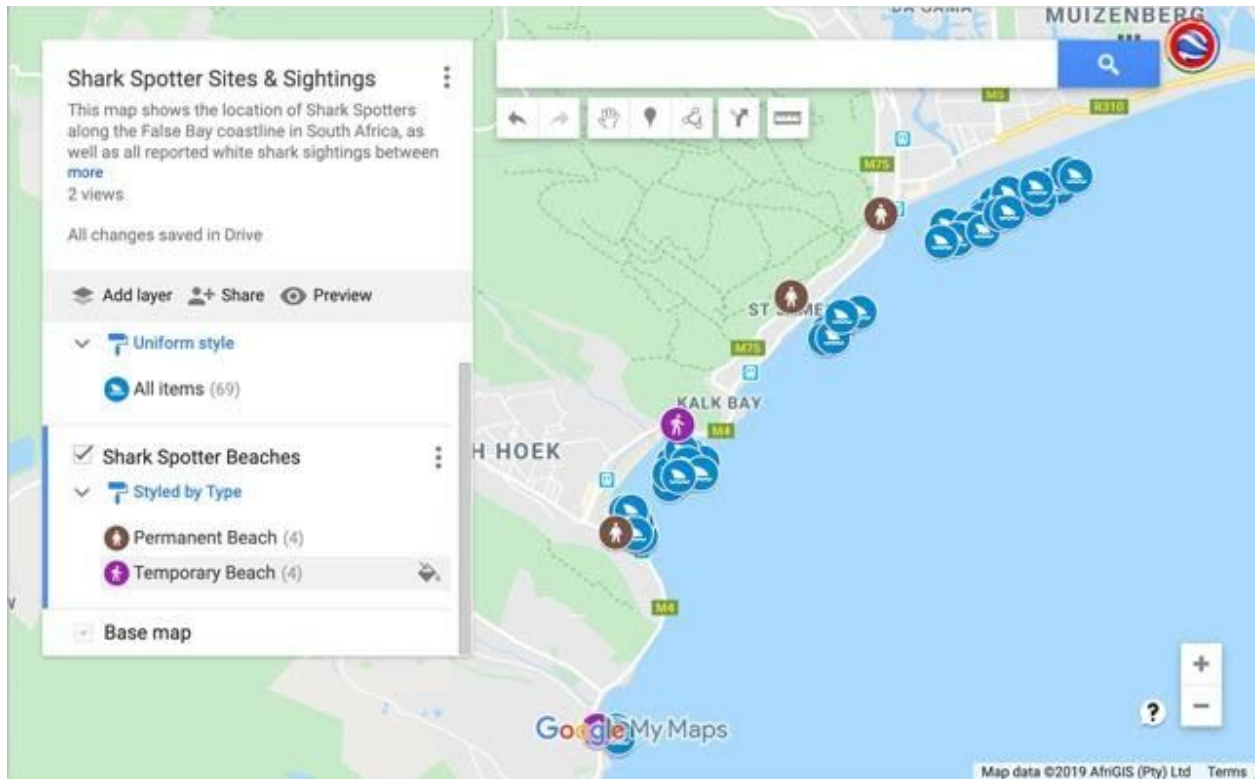 DA GAMA
MUIZENBERG
Shark Spotter Sites & Sightings
This map shows the location of Shark Spotters
along the False Bay coastline in South Africa, as
well as all reported white shark sightings between
more
2 views
All changes saved in Drive
Add layer
Share
Preview
Uniform style
All items (69)
Shark Spotter Beaches
Styled by Type
Permanent Beach (4)
Temporary Beach (4)
Base map
M5
R310
M75
ST
M75
KALK BAY
M4
H HOEK
M4
Google My Maps
?
+
−
Map data ©2019 AfriGIS (Pty) Ltd
Terms